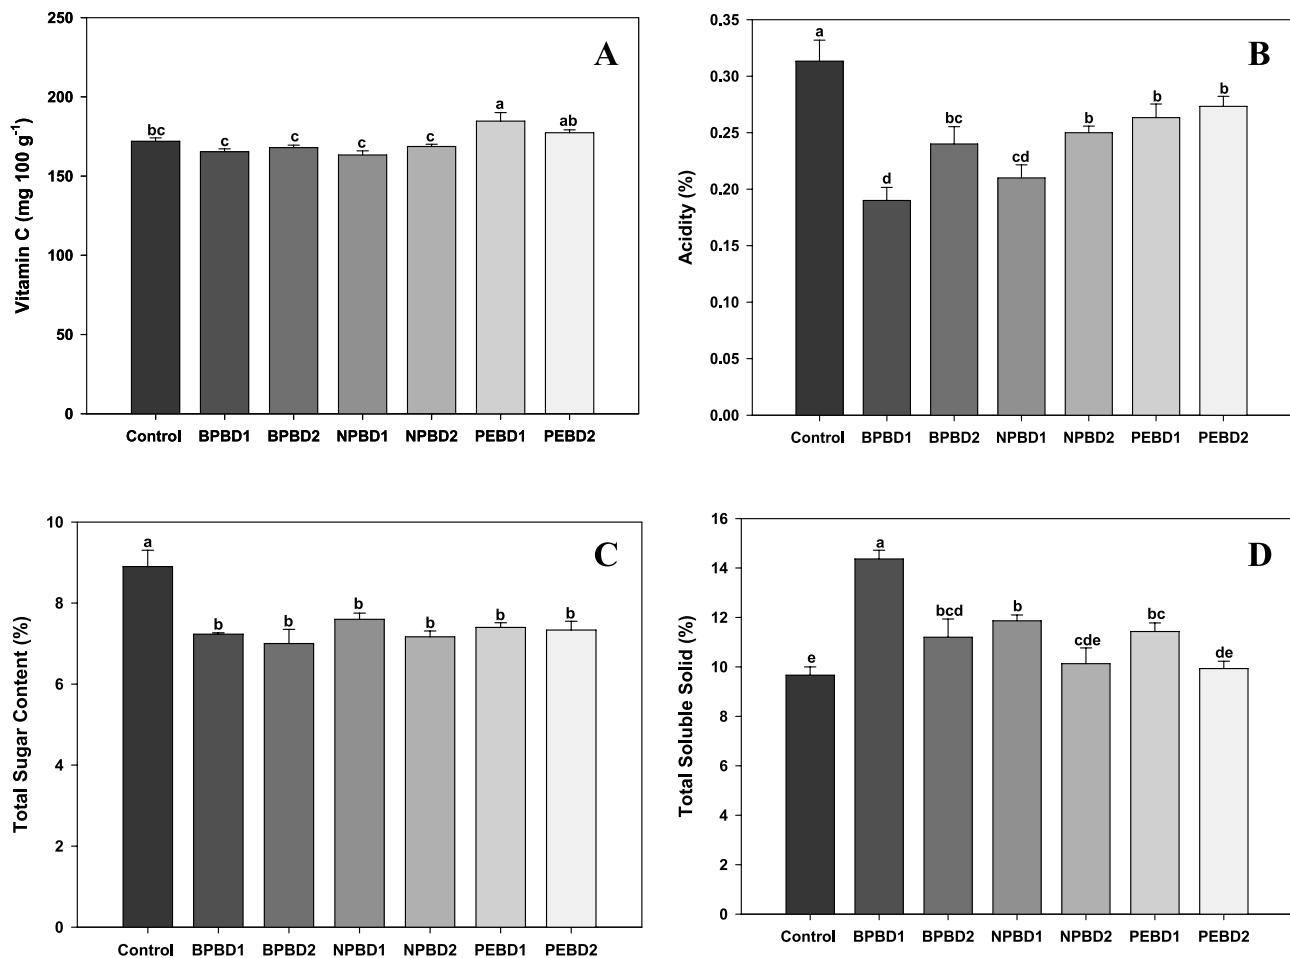 A
Vitamin C (mg 100 g-1)
250
200
150
100
50
0
bc
c
c
c
c
a
ab
Control BPBD1 BPBD2 NPBD1 NPBD2 PEBD1 PEBD2
B
Acidity (%)
0.35
0.30
0.25
0.20
0.15
0.10
0.05
0.00
a
d
bc
cd
b
b
b
Control BPBD1 BPBD2 NPBD1 NPBD2 PEBD1 PEBD2
C
Total Sugar Content (%)
10
8
6
4
2
0
a
b
b
b
b
b
b
Control BPBD1 BPBD2 NPBD1 NPBD2 PEBD1 PEBD2
D
Total Soluble Solid (%)
16
14
12
10
8
6
4
2
0
e
a
bcd
b
cde
bc
de
Control BPBD1 BPBD2 NPBD1 NPBD2 PEBD1 PEBD2